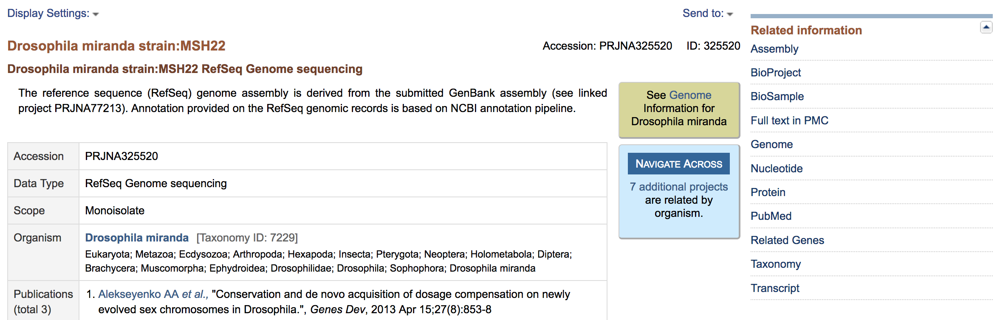 Display Settings:
Send to:
Drosophila miranda strain:MSH22
Accession: PRJNA325520 ID: 325520
Drosophila miranda strain:MSH22 RefSeq Genome sequencing
The reference sequence (RefSeq) genome assembly is derived from the submitted GenBank assembly (see linked
project PRJNA77213). Annotation provided on the RefSeq genomic records is based on NCBI annotation pipeline.
See Genome
Information for
Drosophila miranda
NAVIGATE ACROSS
7 additional projects
are related by
organism.
Accession PRJNA325520
Data Type RefSeq Genome sequencing
Scope Monoisolate
Organism Drosophila miranda [Taxonomy ID: 7229]
Eukaryota; Metazoa; Ecdysozoa; Arthropoda; Hexapoda; Insecta; Pterygota; Neoptera; Holometabola; Diptera;
Brachycera; Muscomorpha; Ephydroidea; Drosophilidae; Drosophila; Sophophora; Drosophila miranda
Publications
(total 3)
1. Alekseyenko AA et al., "Conservation and de novo acquisition of dosage compensation on newly
evolved sex chromosomes in Drosophila.", Genes Dev, 2013 Apr 15;27(8):853-8
Related information
Assembly
BioProject
BioSample
Full text in PMC
Genome
Nucleotide
Protein
PubMed
Related Genes
Taxonomy
Transcript